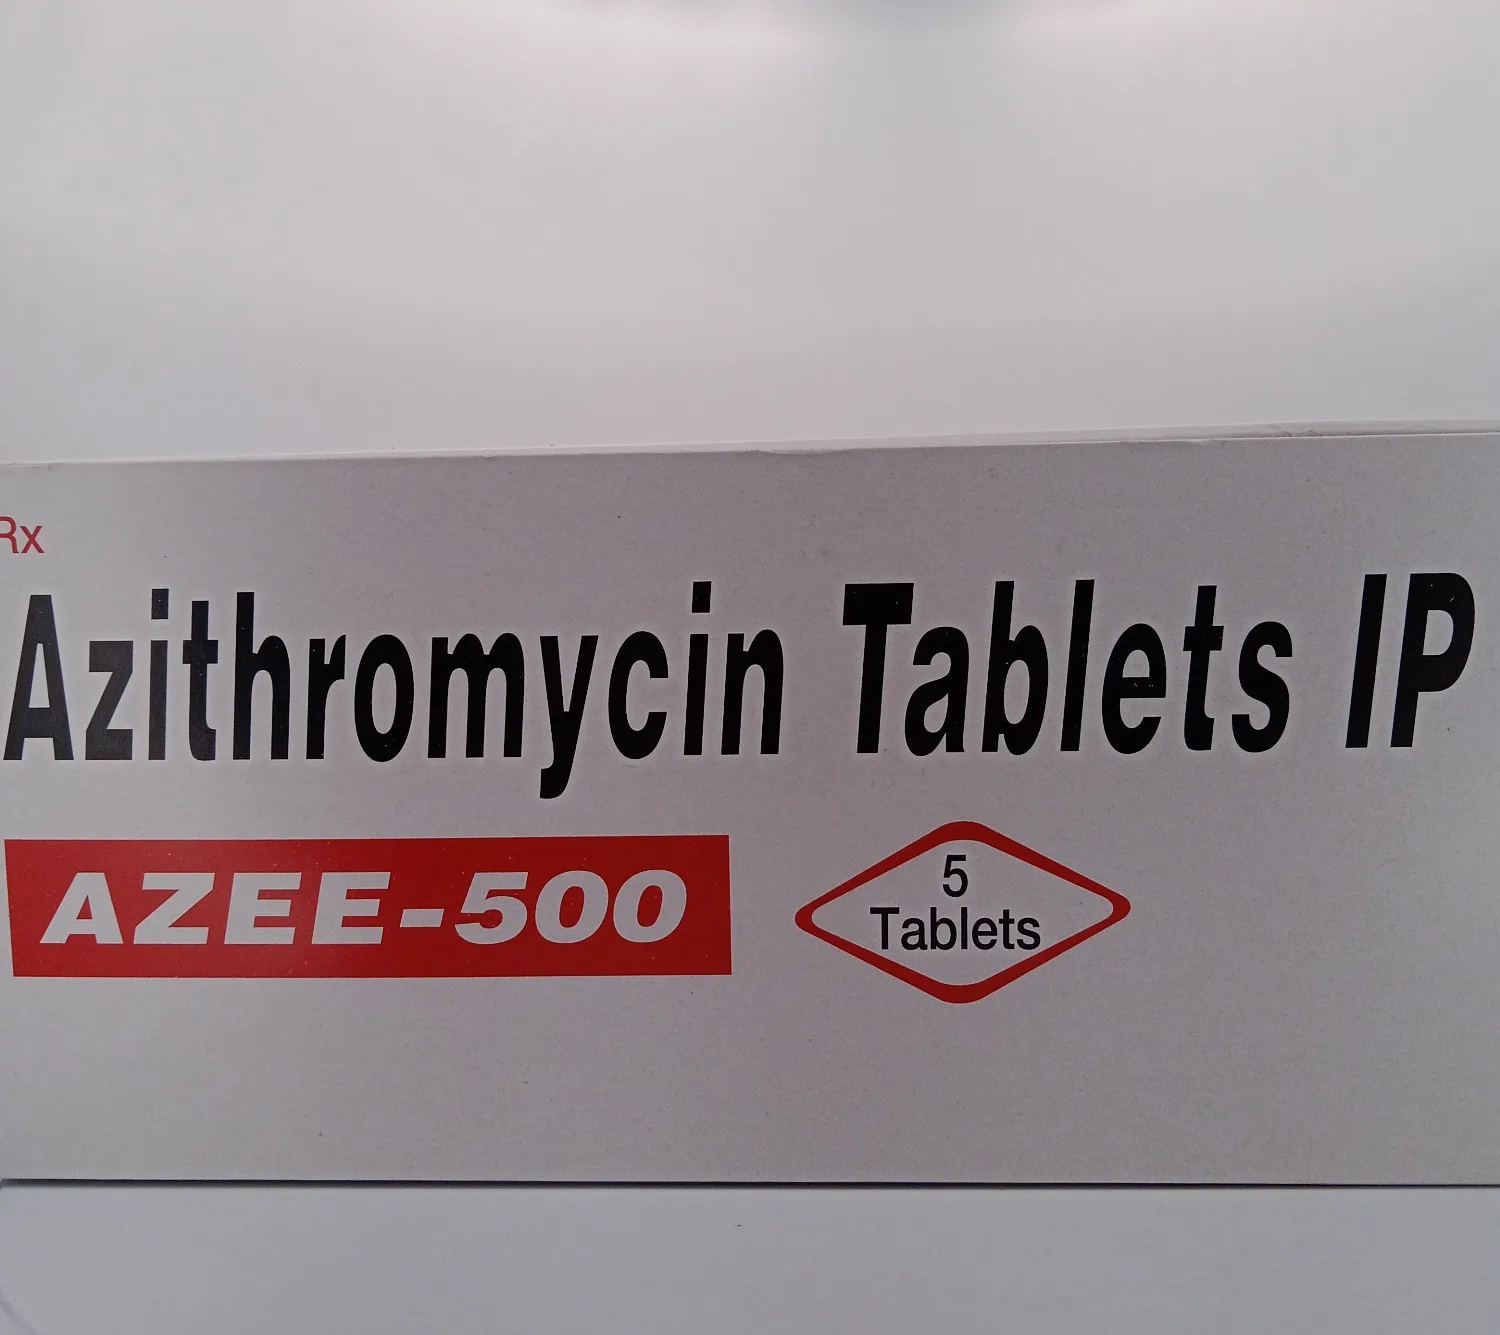 Rx
Azithromycin Tablets IP
AZEE-500
5
Tablets